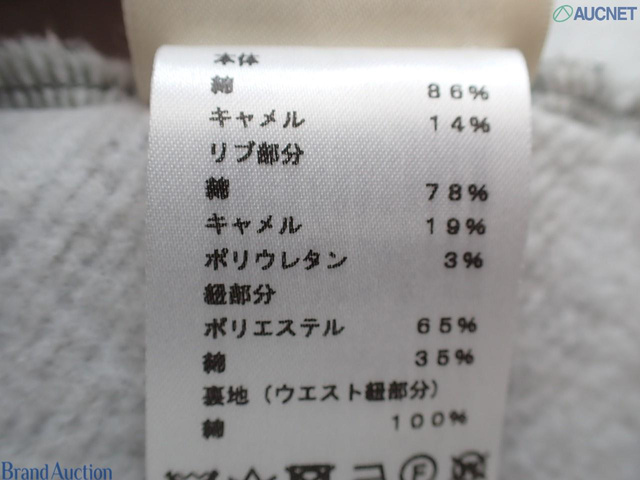 AUCNET
本体
綿 86%
キャメル 14%
リブ部分
綿 78%
キャメル 19%
ポリウレタン 3%
紐部分
ポリエステル 65%
綿 35%
裏地(ウエスト紐部分)
綿 100%
F
Brand Auction